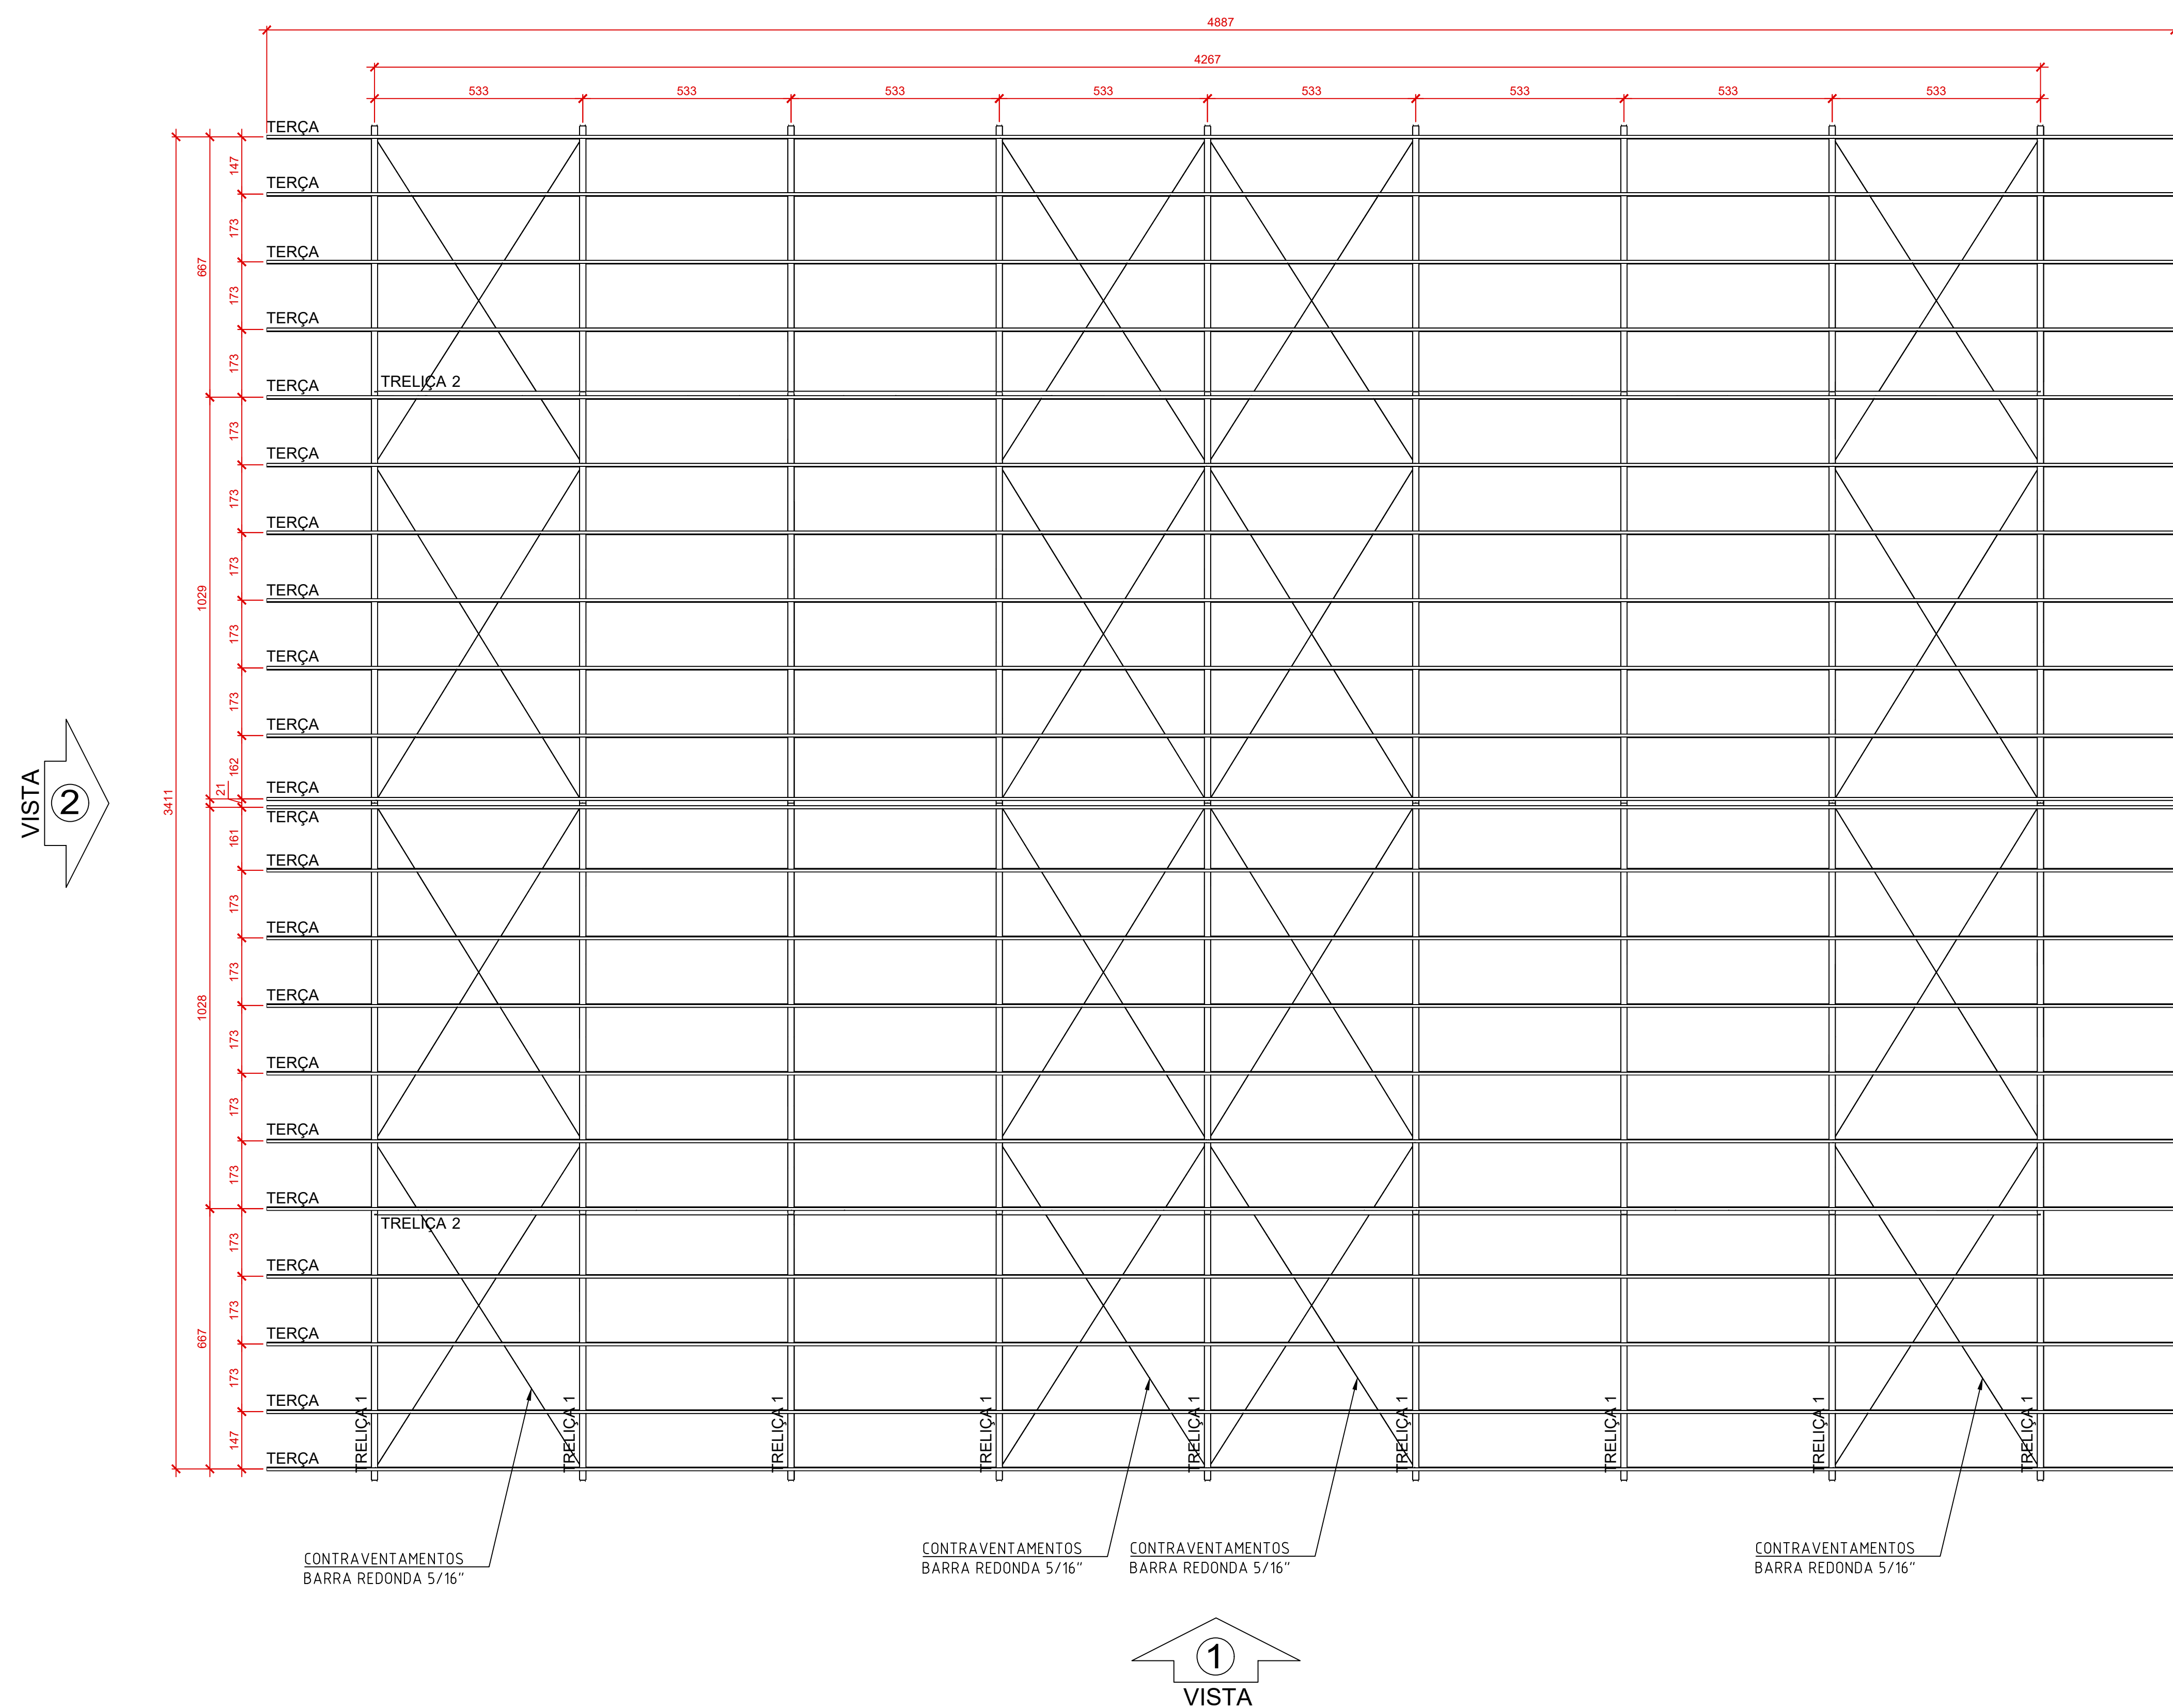 4887
4267
533 533 533 533 533 533 533 533
TERÇA
147
TERÇA
173
TERÇA
667
173
TERÇA
173
TERÇA TRELIÇA 2
173
TERÇA
173
TERÇA
173
TERÇA
1029
173
TERÇA
173
TERÇA
162
TERÇA
21
3411
VISTA
2
TERÇA
161
TERÇA
173
TERÇA
173
TERÇA
1028
173
TERÇA
173
TERÇA
173
TERÇA
TRELIÇA 2
173
TERÇA
173
TERÇA
667
173
TERÇA
147
TERÇA
TRELIÇA 1
TRELIÇA 1
TRELIÇA 1
TRELIÇA 1
TRELIÇA 1
TRELIÇA 1
TRELIÇA 1
TRELIÇA 1
TRELIÇA 1
CONTRAVENTAMENTOS
BARRA REDONDA 5/16"
CONTRAVENTAMENTOS
BARRA REDONDA 5/16"
CONTRAVENTAMENTOS
BARRA REDONDA 5/16"
CONTRAVENTAMENTOS
BARRA REDONDA 5/16"
1
VISTA